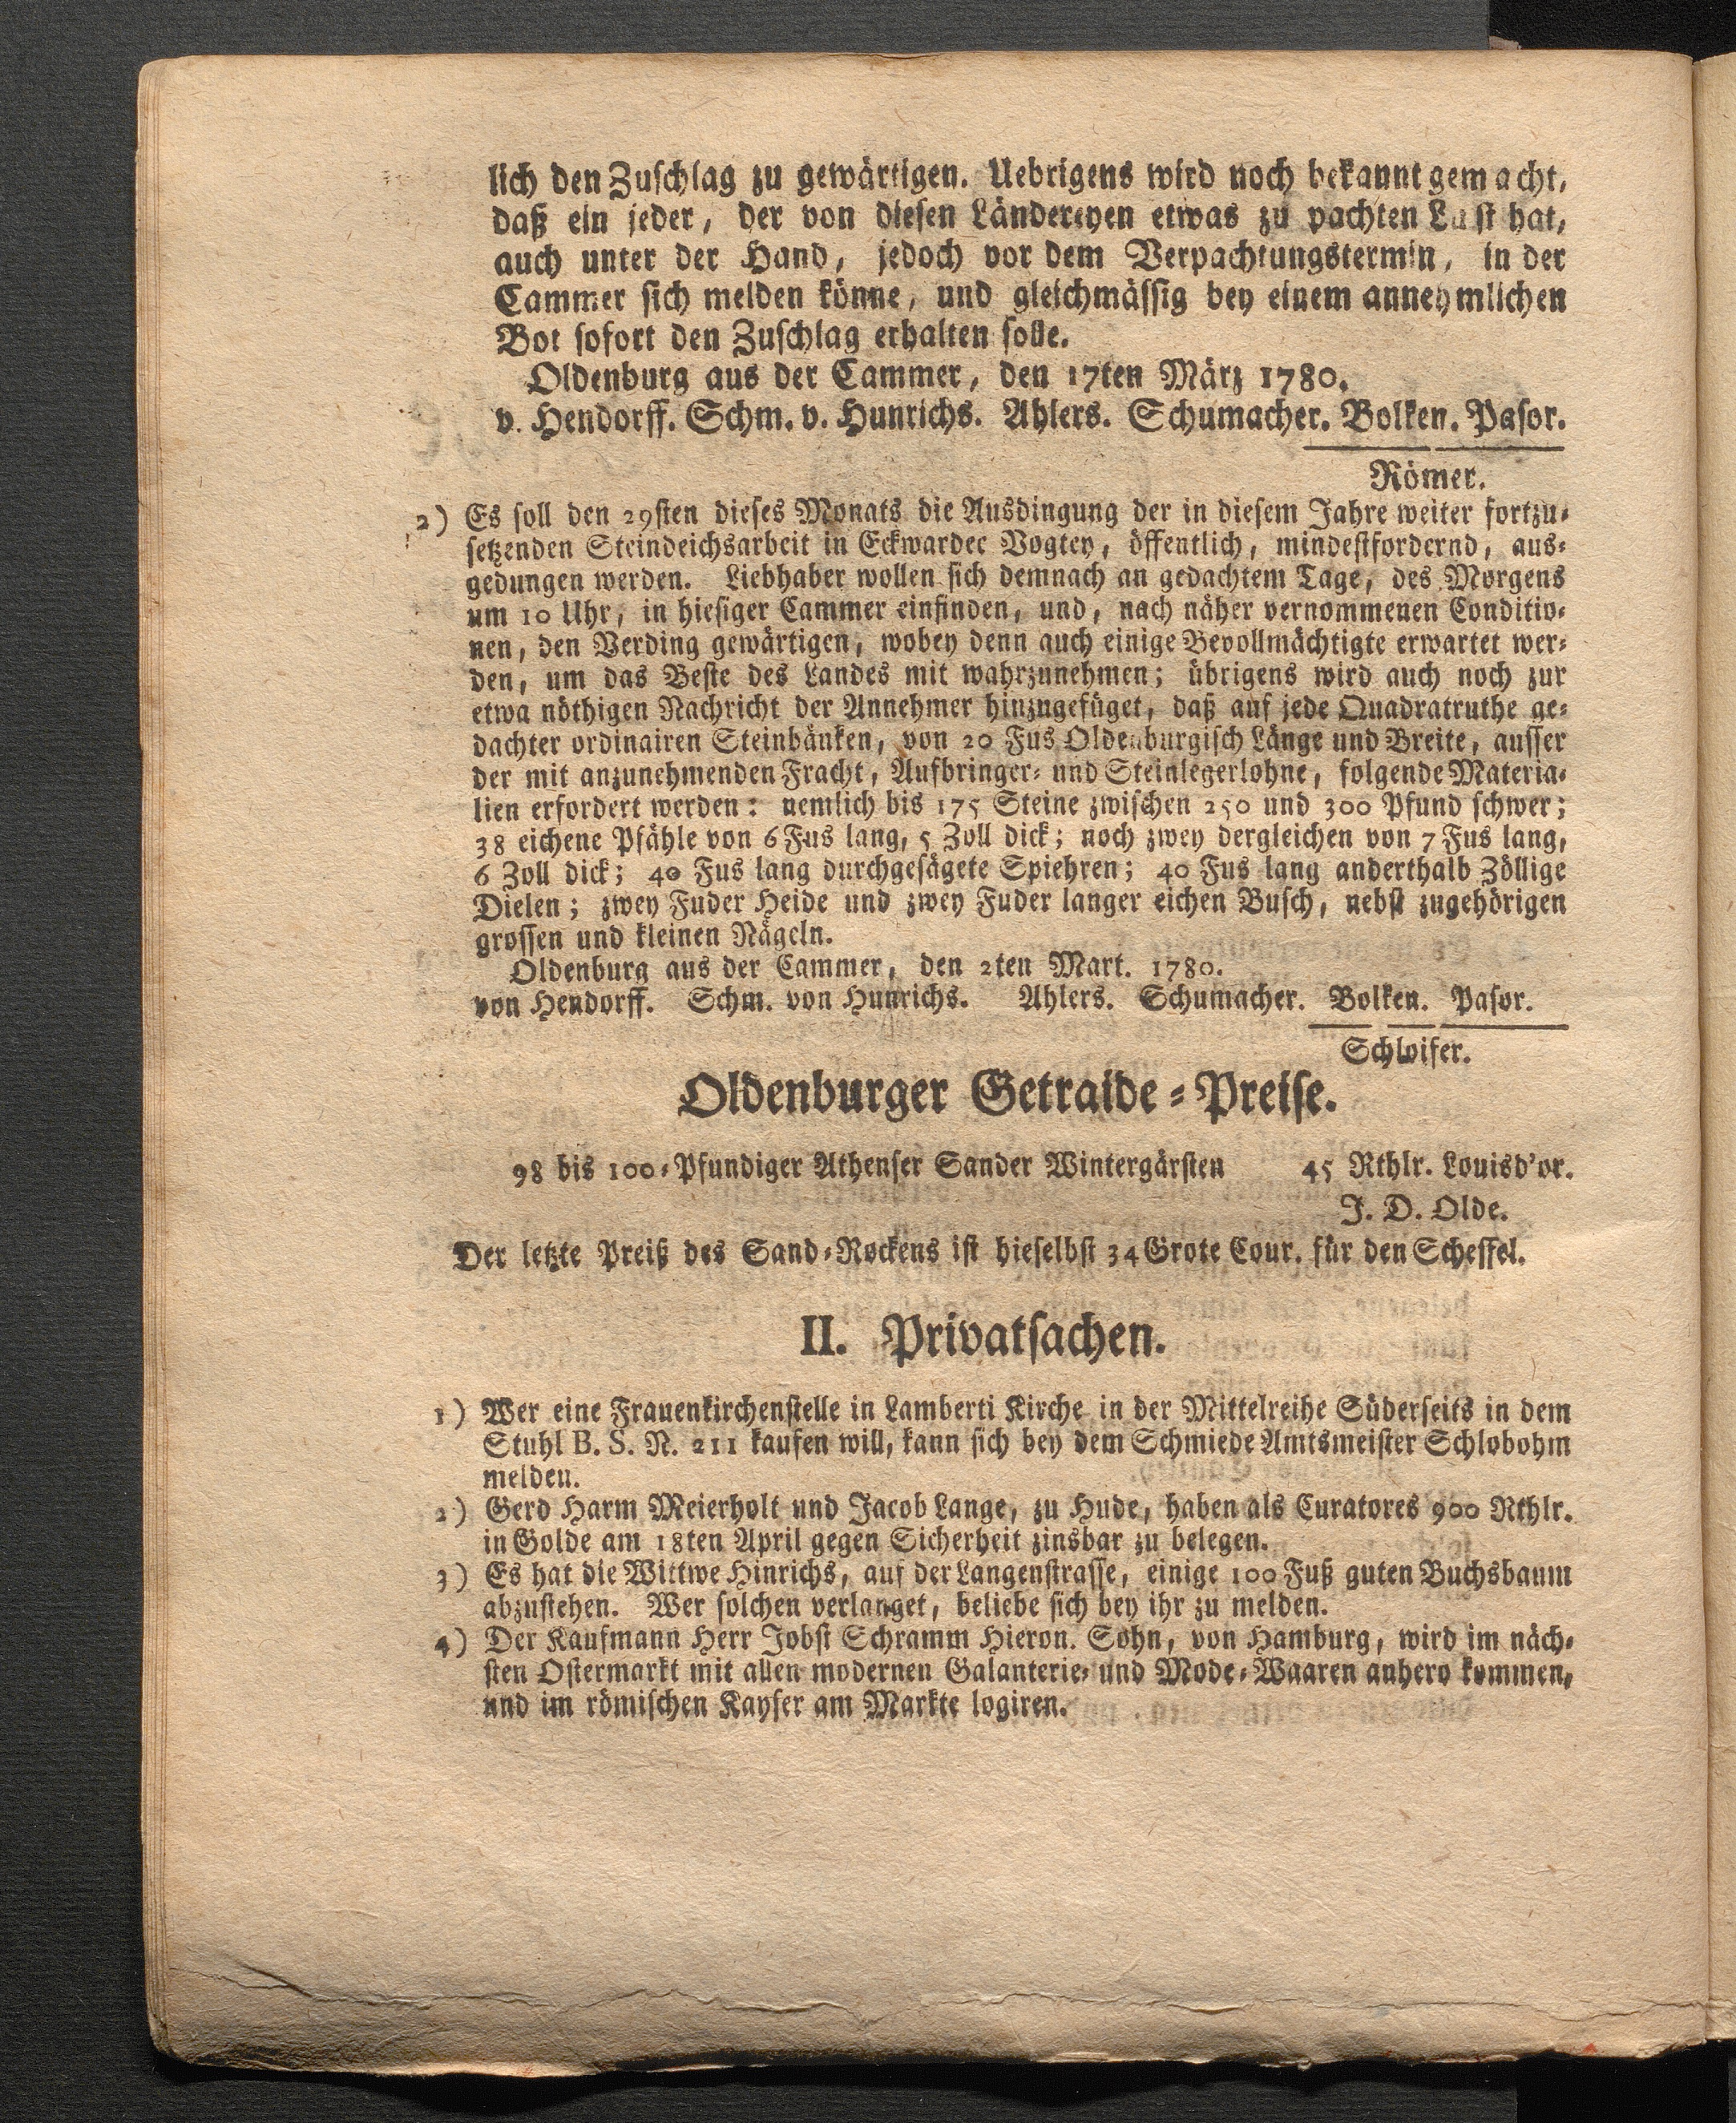 lich den Zuschlag zu gewärtigen. Uebrigens wird noch bekannt gemacht,
daß ein jeder, der von diesen Ländereyen etwas zu pachten Lust hat,
auch unter der Hand, jedoch vor dem Verpachtungstermin, in der
Cammer sich melden könne, und gleichmässig bey einem annehmlichen
Bot sofort den Zuschlag erhalten solle.
Oldenburg aus der Cammer, den 17ten März 1780.
v. Hendorff. Schm. v. Hunrichs. Ahlers. Schumacher. Bolken. Pasor.
Römer.
2) Es soll den 29sten dieses Monats die Ausdingung der in diesem Jahre weiter fortzu-
setzenden Steindeichsarbeit in Eckwarder Vogtey, öffentlich, mindestfordernd, aus-
gedungen werden. Liebhaber wollen sich demnach an gedachtem Tage, des Morgens
um 10 Uhr, in hiesiger Cammer einfinden, und, nach näher vernommenen Conditio-
nen, den Verding gewärtigen, wobey denn auch einige Bevollmächtigte erwartet wer-
den, um das Beste des Landes mit wahrzunehmen; übrigens wird auch noch zur
etwa nöthigen Nachricht der Annehmer hinzugefüget, daß auf jede Quadratruthe ge-
dachter ordinairen Steinbänken, von 20 Fus Oldenburgisch Länge und Breite, ausser
der mit anzunehmenden Fracht, Aufbringer- und Steinlegerlohne, folgende Materia-
lien erfordert werden: nemlich bis 175 Steine zwischen 250 und 300 Pfund schwer;
38 eichene Pfähle von 6 Fus lang, 5 Zoll dick; noch zwey dergleichen von 7 Fus lang,
6 Zoll dick; 40 Fus lang durchgesägete Spiehren; 40 Fus lang anderthalb Zöllige
Dielen; zwey Fuder Heide und zwey Fuder langer eichen Busch, nebst zugehörigen
grossen und kleinen Nägeln.
Oldenburg aus der Cammer, den 2ten Mart. 1780.
von Hendorff. Schm. von Hunrichs. Ahlers. Schumacher. Bolken. Pasor.
Schloifer.
Oldenburger Getraide-Preise.
98 bis 100-Pfundiger Athenser Sander Wintergärsten 45 Rthlr. Louisd'or.
J. D. Olde.
Der letzte Preiß des Sand-Rockens ist hieselbst 34 Grote Cour. für den Scheffel.
II. Privatsachen.
1) Wer eine Frauenkirchenstelle in Lamberti Kirche in der Mittelreihe Süderseits in dem
Stuhl B. S. N. 211 kaufen will, kann sich bey dem Schmiede Amtsmeister Schlobohm
melden.
2) Gerd Harm Meierholt und Jacob Lange, zu Hude, haben als Curatores 900 Rthlr.
in Golde am 18ten April gegen Sicherheit zinsbar zu belegen.
3) Es hat die Wittwe Hinrichs, auf der Langenstrasse, einige 100 Fuß guten Buchsbaum
abzustehen. Wer solchen verlanget, beliebe sich bey ihr zu melden.
4) Der Kaufmann Herr Jobst Schramm Hieron. Sohn, von Hamburg, wird im näch-
sten Ostermarkt mit allen modernen Galanterie- und Mode-Waaren anhero kommen,
und im römischen Kayser am Markte logiren.